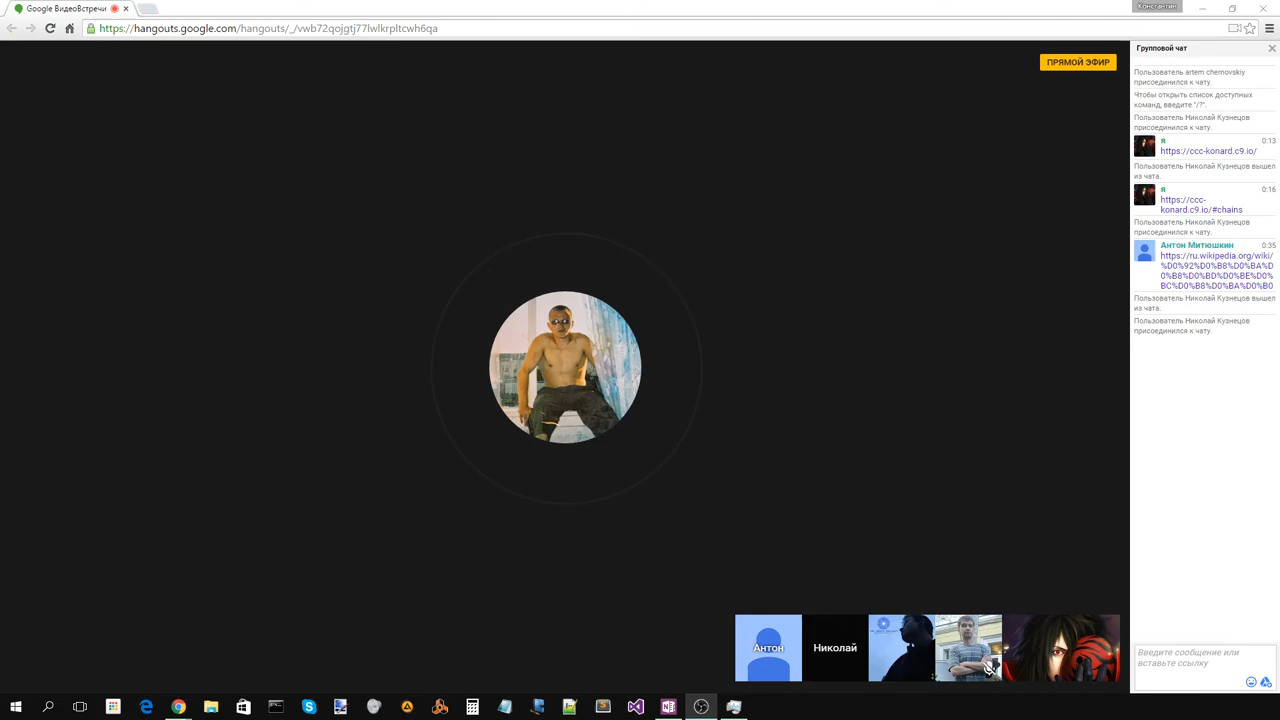 Google ВидеоВстречи
Константин
https://hangouts.google.com/hangouts/_/vwb72qojgtj77lwlkrpltcwh6qa
ПРЯМОЙ ЭФИР
Групповой чат
Пользователь artem chernovskiy
присоединился к чату.
Чтобы открыть список доступных
команд, введите "/?".
Пользователь Николай Кузнецов
присоединился к чату.
я 0:13
https://ccc-konard.c9.io/
Пользователь Николай Кузнецов вышел
из чата.
я 0:16
https://ccc-
konard.c9.io/#chains
Пользователь Николай Кузнецов
присоединился к чату.
Антон Митюшкин 0:35
https://ru.wikipedia.org/wiki/
%D0%92%D0%B8%D0%BA%D
0%B8%D0%BD%D0%BE%D0%
BC%D0%B8%D0%BA%D0%B0
Пользователь Николай Кузнецов вышел
из чата.
Пользователь Николай Кузнецов
присоединился к чату.
Антон
Николай
Введите сообщение или
вставьте ссылку